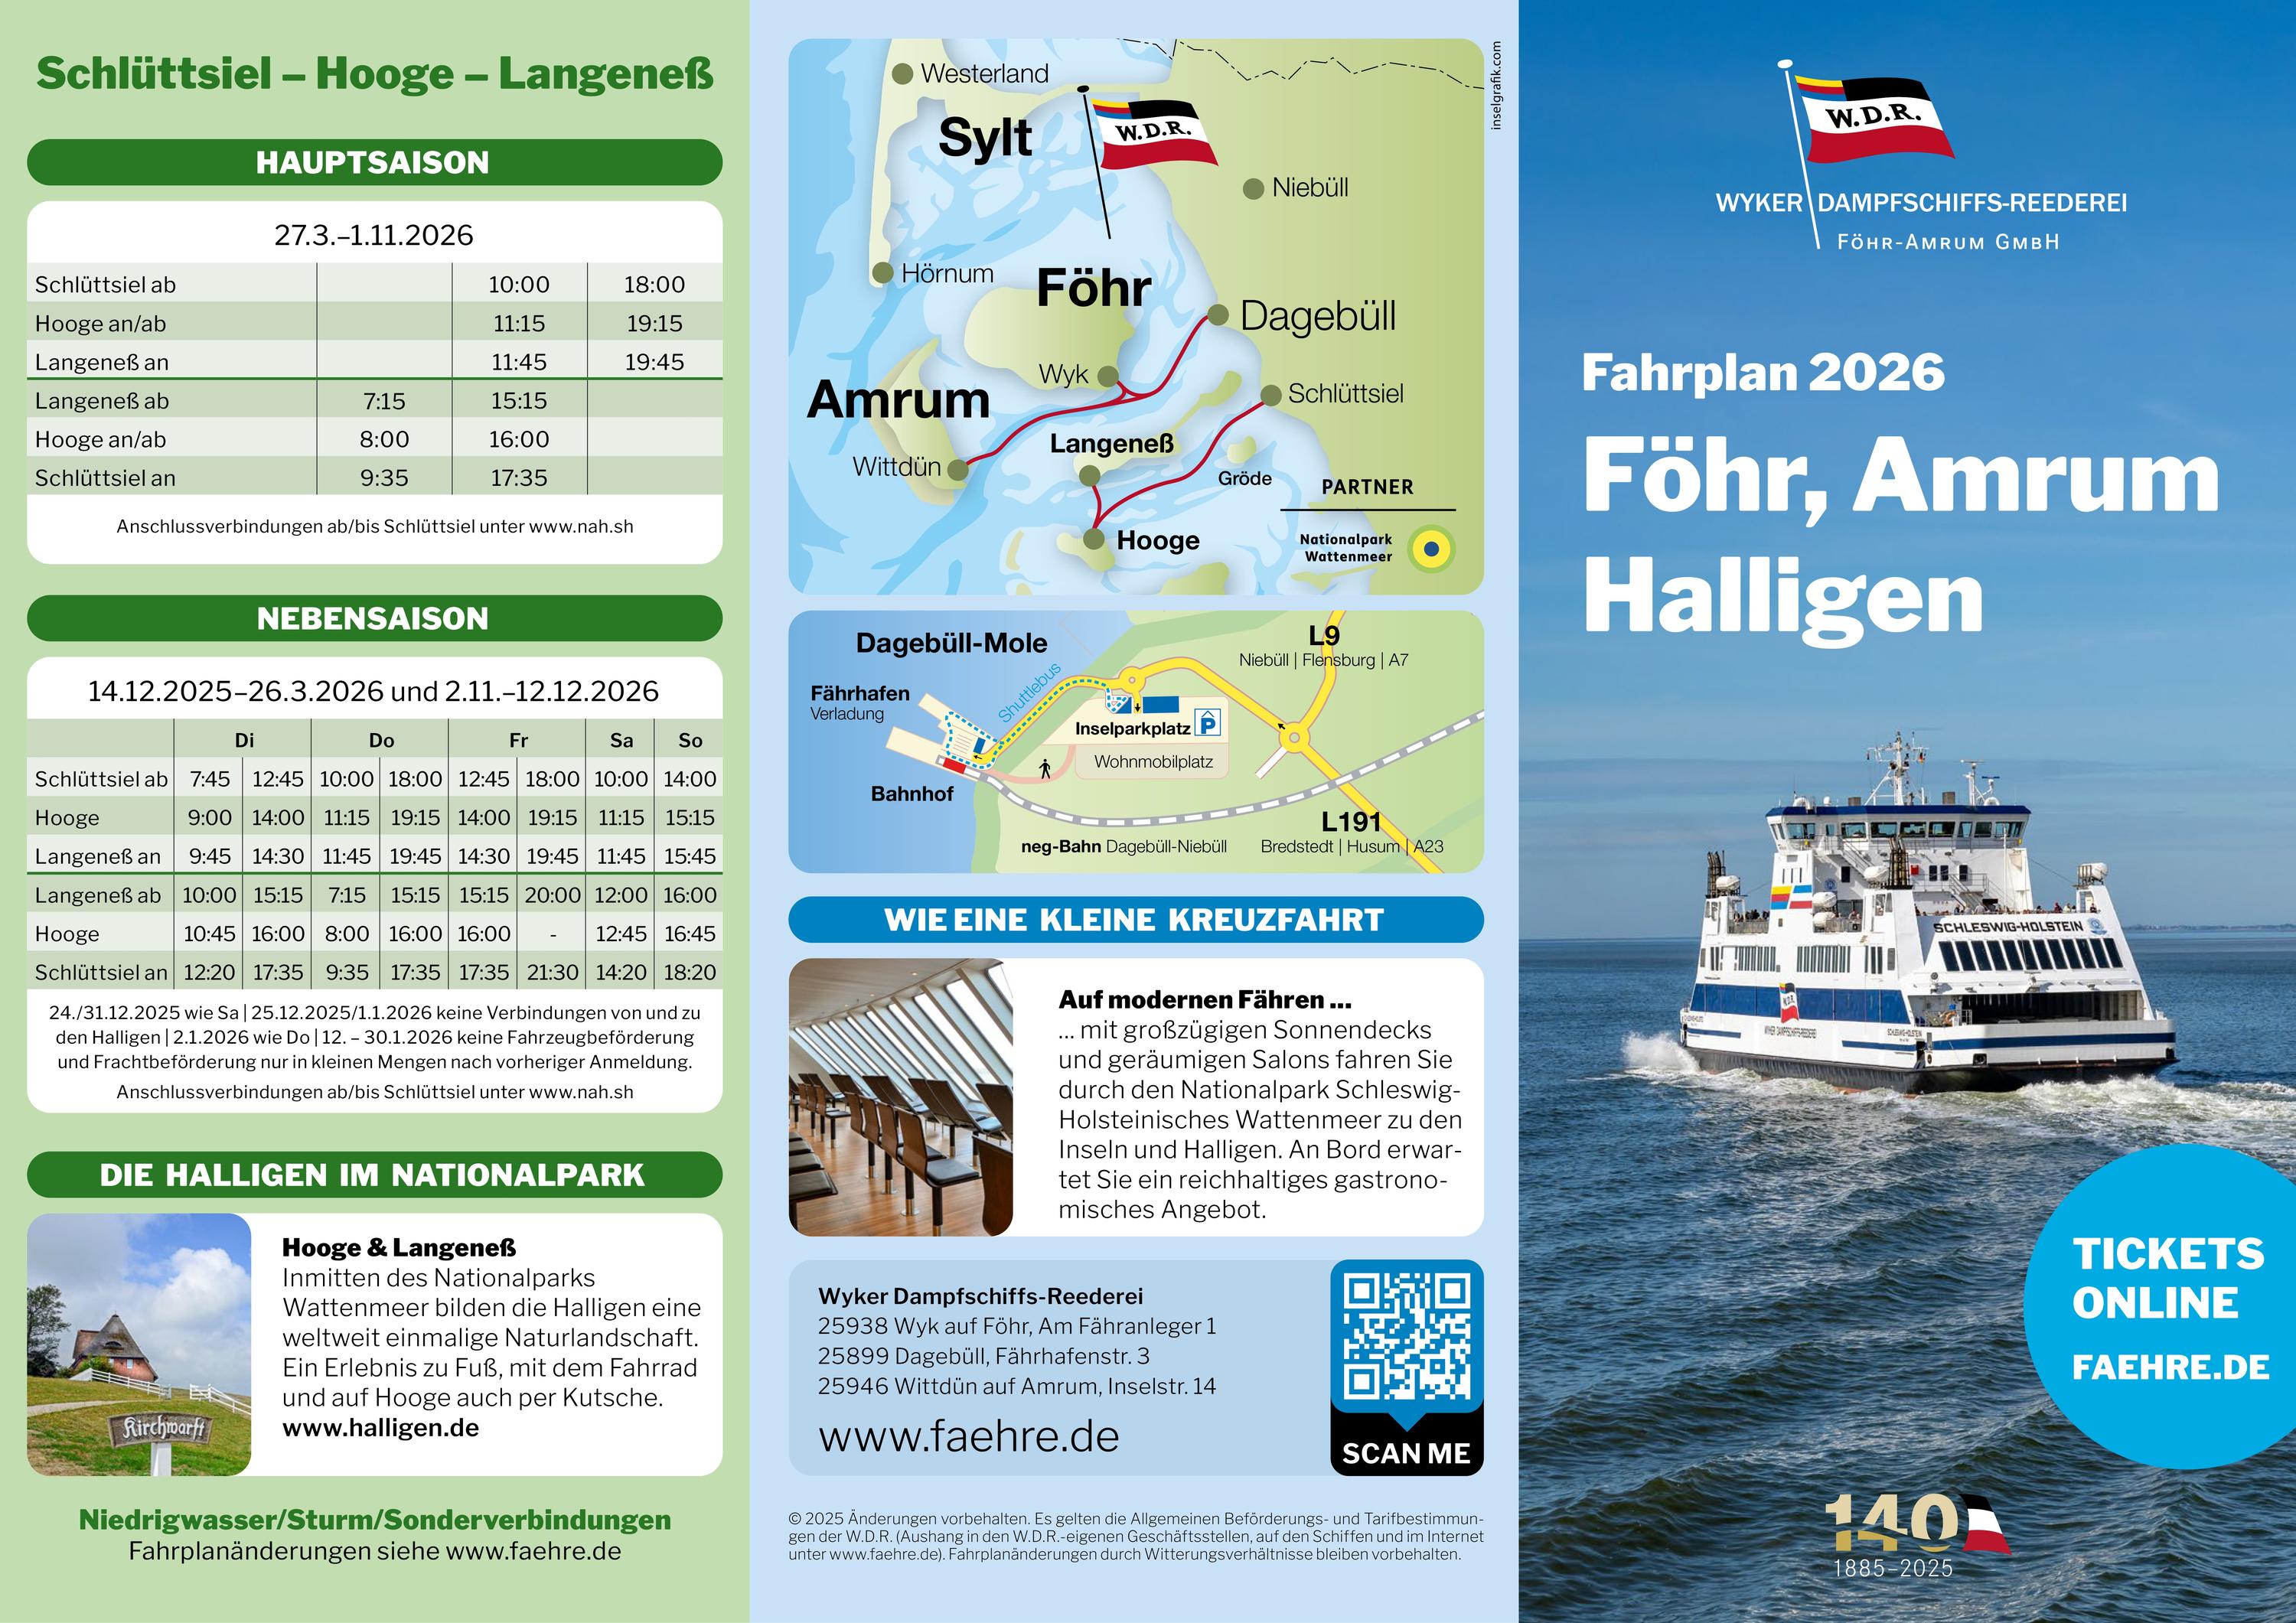 Schlüttsiel – Hooge – Langeneß
HAUPTSAISON
27.3.–1.11.2026
Schlüttsiel ab 10:00 18:00
Hooge an/ab 11:15 19:15
Langeneß an 11:45 19:45
Langeneß ab 7:15 15:15
Hooge an/ab 8:00 16:00
Schlüttsiel an 9:35 17:35
Anschlussverbindungen ab/bis Schlüttsiel unter www.nah.sh
NEBENSAISON
14.12.2025–26.3.2026 und 2.11.–12.12.2026
Di Do Fr Sa So
Schlüttsiel ab 7:45 12:45 10:00 18:00 12:45 18:00 10:00 14:00
Hooge 9:00 14:00 11:15 19:15 14:00 19:15 11:15 15:15
Langeneß an 9:45 14:30 11:45 19:45 14:30 19:45 11:45 15:45
Langeneß ab 10:00 15:15 7:15 15:15 15:15 20:00 12:00 16:00
Hooge 10:45 16:00 8:00 16:00 16:00 - 12:45 16:45
Schlüttsiel an 12:20 17:35 9:35 17:35 17:35 21:30 14:20 18:20
24./31.12.2025 wie Sa | 25.12.2025/1.1.2026 keine Verbindungen von und zu
den Halligen | 2.1.2026 wie Do | 12. – 30.1.2026 keine Fahrzeugbeförderung
und Frachtbeförderung nur in kleinen Mengen nach vorheriger Anmeldung.
Anschlussverbindungen ab/bis Schlüttsiel unter www.nah.sh
DIE HALLIGEN IM NATIONALPARK
Kirchwarft
Hooge & Langeneß
Inmitten des Nationalparks
Wattenmeer bilden die Halligen eine
weltweit einmalige Naturlandschaft.
Ein Erlebnis zu Fuß, mit dem Fahrrad
und auf Hooge auch per Kutsche.
www.halligen.de
Niedrigwasser/Sturm/Sonderverbindungen
Fahrplanänderungen siehe www.faehre.de
inselgrafik.com
Westerland
Sylt
W.D.R.
Niebüll
Hörnum
Föhr
Dagebüll
Wyk
Amrum
Schlüttsiel
Langeneß
Wittdün
Gröde
Hooge
PARTNER
Nationalpark
Wattenmeer
Dagebüll-Mole
L9
Niebüll | Flensburg | A7
Fährhafen
Verladung
Shuttlebus
Inselparkplatz P
Wohnmobilplatz
Bahnhof
L191
neg-Bahn Dagebüll-Niebüll
Bredstedt | Husum | A23
WIE EINE KLEINE KREUZFAHRT
Auf modernen Fähren ...
... mit großzügigen Sonnendecks
und geräumigen Salons fahren Sie
durch den Nationalpark Schleswig-
Holsteinisches Wattenmeer zu den
Inseln und Halligen. An Bord erwar-
tet Sie ein reichhaltiges gastrono-
misches Angebot.
Wyker Dampfschiffs-Reederei
25938 Wyk auf Föhr, Am Fähranleger 1
25899 Dagebüll, Fährhafenstr. 3
25946 Wittdün auf Amrum, Inselstr. 14
www.faehre.de
SCAN ME
© 2025 Änderungen vorbehalten. Es gelten die Allgemeinen Beförderungs- und Tarifbestimmun-
gen der W.D.R. (Aushang in den W.D.R.-eigenen Geschäftsstellen, auf den Schiffen und im Internet
unter www.faehre.de). Fahrplanänderungen durch Witterungsverhältnisse bleiben vorbehalten.
W.D.R.
WYKER DAMPFSCHIFFS-REEDEREI
FÖHR-AMRUM GMBH
Fahrplan 2026
Föhr, Amrum
Halligen
SCHLESWIG-HOLSTEIN
W.D.R.
WYKER DAMPFSCHIFFS-REEDEREI
SCHLESWIG-HOLSTEIN
TICKETS
ONLINE
FAEHRE.DE
140
1885–2025